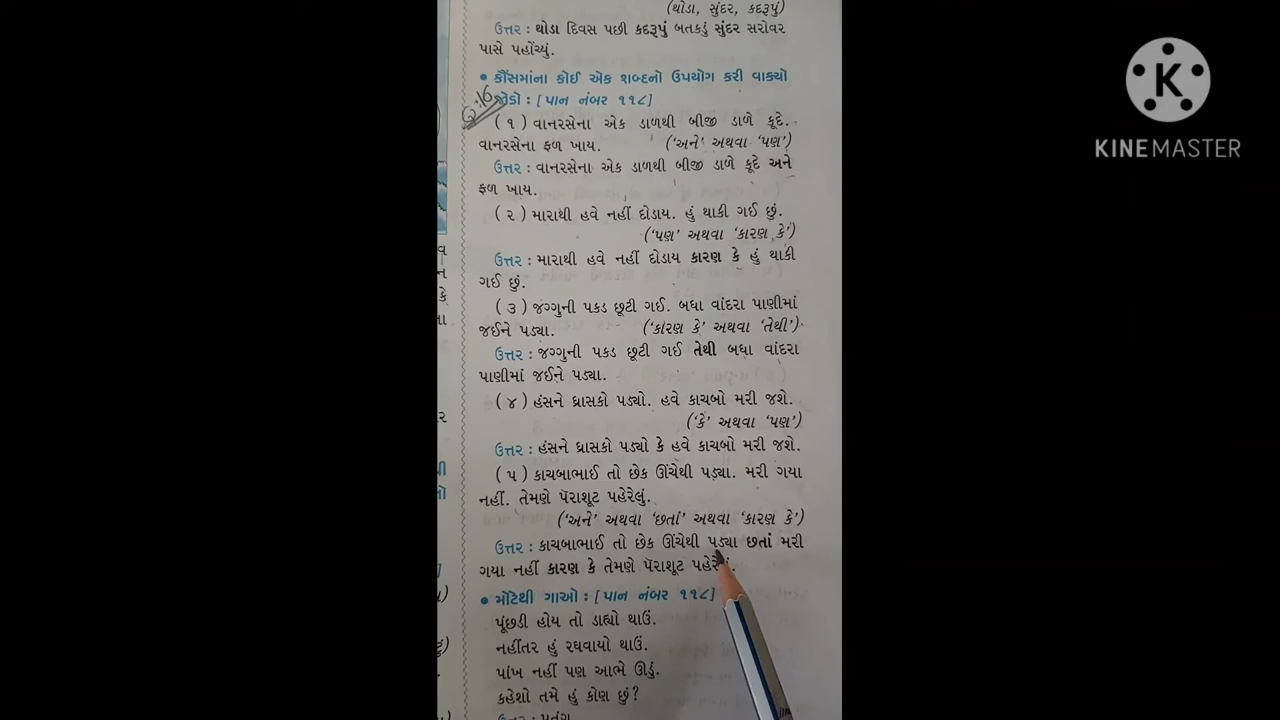 (થોડા, સુંદર, કદરૂપું)
ઉત્તર : થોડા દિવસ પછી કદરૂપું બતકડું સુંદર સરોવર
પાસે પહોંચ્યું.
• કૌંસમાંના કોઈ એક શબ્દનો ઉપયોગ કરી વાક્યો
જોડો : [પાન નંબર ૧૧૮]
Q:16
(૧) વાનરસેના એક ડાળથી બીજી ડાળે કૂદે.
વાનરસેના ફળ ખાય. ('અને' અથવા 'પણ')
ઉત્તર : વાનરસેના એક ડાળથી બીજી ડાળે કૂદે અને
ફળ ખાય.
(૨) મારાથી હવે નહીં દોડાય. હું થાકી ગઈ છું.
('પણ' અથવા 'કારણ કે')
ઉત્તર : મારાથી હવે નહીં દોડાય કારણ કે હું થાકી
ગઈ છું.
(૩) જગ્ગુની પકડ છૂટી ગઈ. બધા વાંદરા પાણીમાં
જઈને પડ્યા. ('કારણ કે' અથવા 'તેથી')
ઉત્તર : જગ્ગુની પકડ છૂટી ગઈ તેથી બધા વાંદરા
પાણીમાં જઈને પડ્યા.
(૪) હંસને ધ્રાસકો પડ્યો. હવે કાચબો મરી જશે.
('કે' અથવા 'પણ')
ઉત્તર : હંસને ધ્રાસકો પડ્યો કે હવે કાચબો મરી જશે.
(૫) કાચબાભાઈ તો છેક ઊંચેથી પડ્યા. મરી ગયા
નહીં. તેમણે પૅરાશૂટ પહેરેલું.
('અને' અથવા 'છતાં' અથવા 'કારણ કે')
ઉત્તર : કાચબાભાઈ તો છેક ઊંચેથી પડ્યા છતાં મરી
ગયા નહીં કારણ કે તેમણે પૅરાશૂટ
• મોંટેથી ગાઓ : [પાન નંબર ૧૧૮]
પૂંછડી હોય તો ડાહ્યો થાઉં.
નહીંતર હું રઘવાયો થાઉં.
પાંખ નહીં પણ આભે ઊડું.
કહેશો તમે હું કોણ છું?
ઉત્તર : પતંગ
K
KINEMASTER